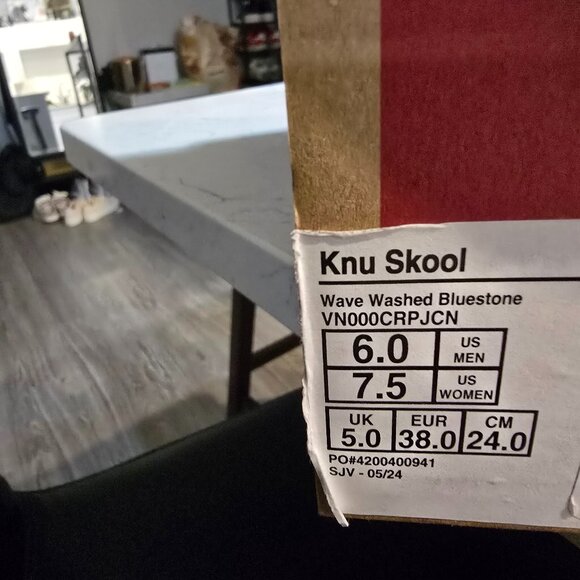 Knu Skool
Wave Washed Bluestone
VN000CRPJCN
6.0 US MEN
7.5 US WOMEN
UK EUR CM
5.0 38.0 24.0
PO#4200400941
SJV - 05/24